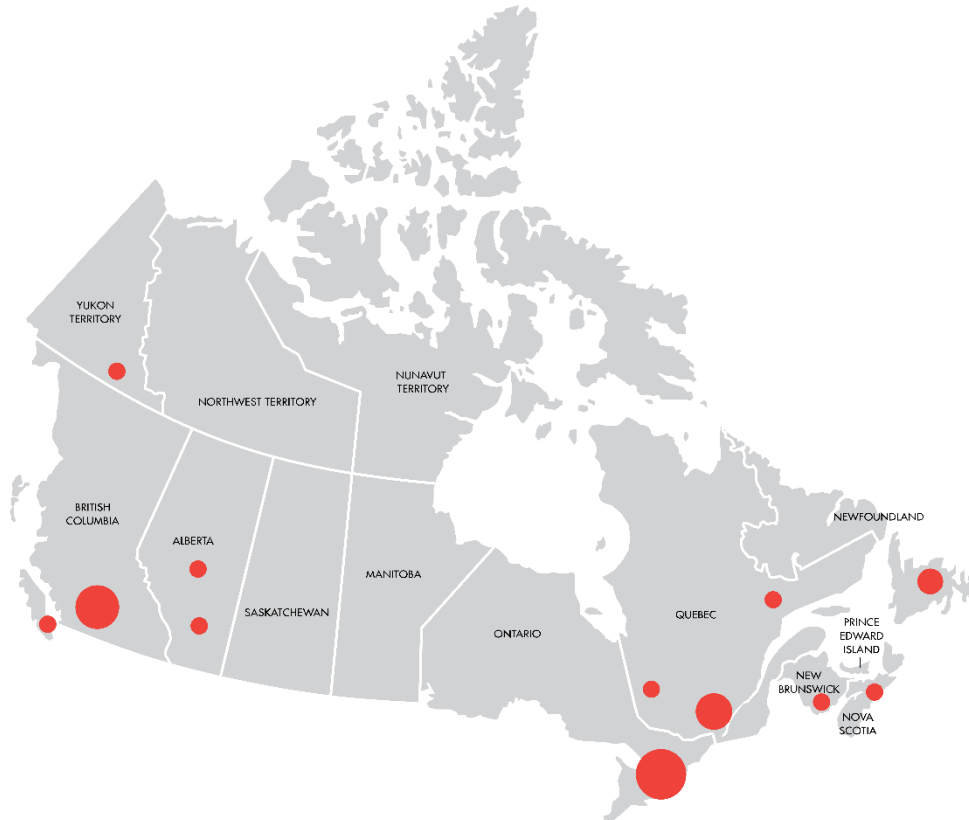 YUKON
TERRITORY
NUNAVUT
TERRITORY
NORTHWEST TERRITORY
BRITISH
COLUMBIA
ALBERTA
SASKATCHEWAN
MANITOBA
ONTARIO
QUEBEC
NEWFOUNDLAND
PRINCE
EDWARD
ISLAND
NEW
BRUNSWICK
NOVA
SCOTIA